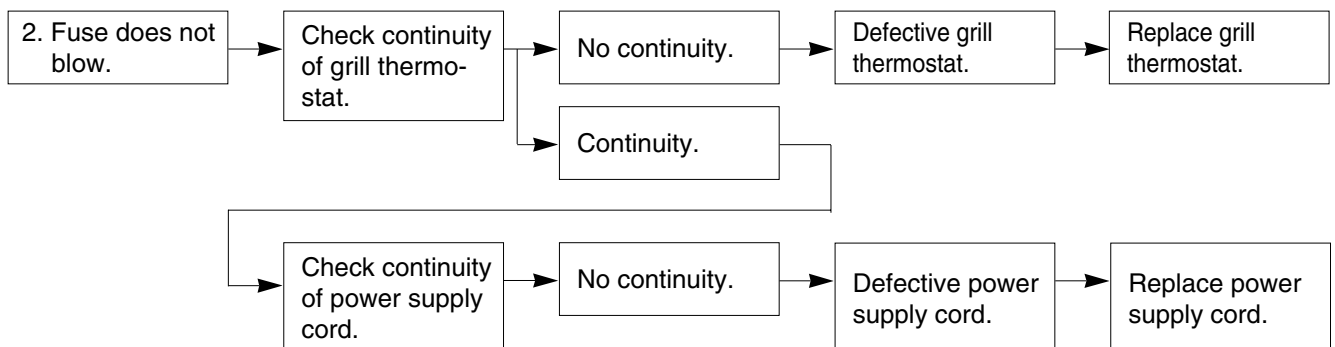 2. Fuse does not
blow.
Check continuity
of grill thermo-
stat.
No continuity.
Defective grill
thermostat.
Replace grill
thermostat.
Continuity.
Check continuity
of power supply
cord.
No continuity.
Defective power
supply cord.
Replace power
supply cord.